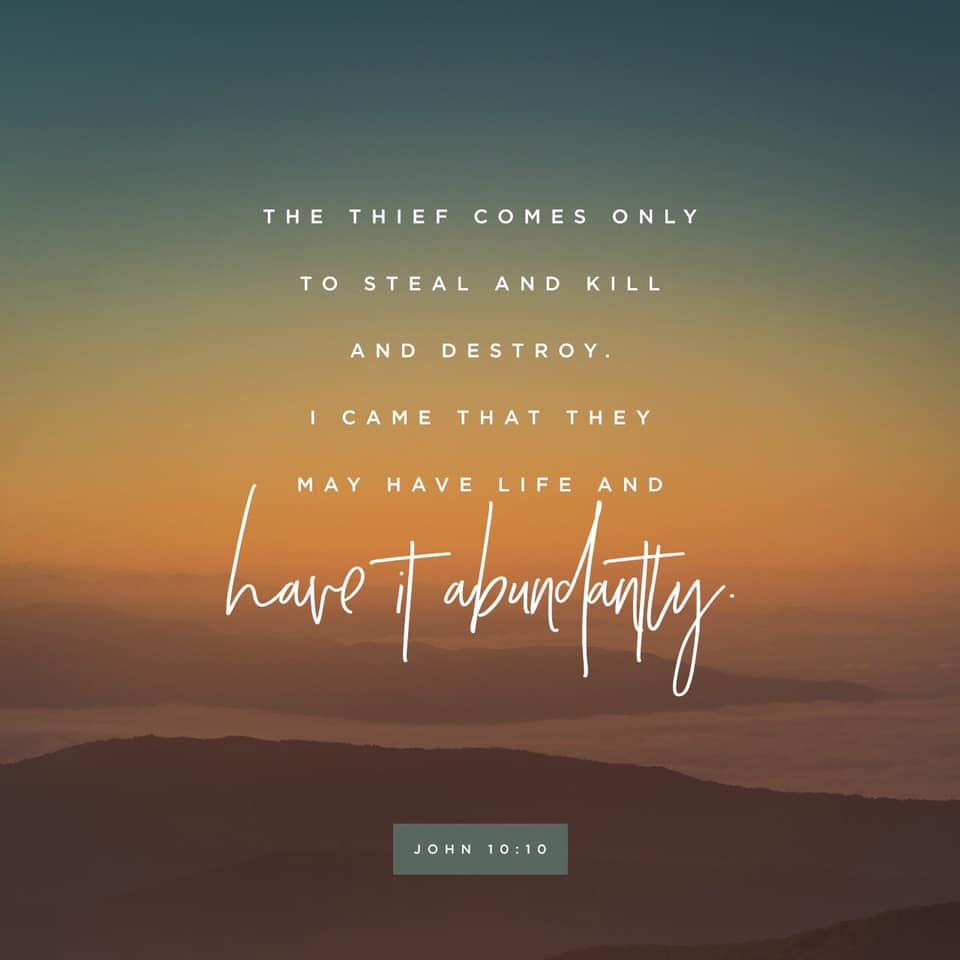 THE THIEF COMES ONLY
TO STEAL AND KILL
AND DESTROY.
I CAME THAT THEY
MAY HAVE LIFE AND
have it abundantly.
JOHN 10:10